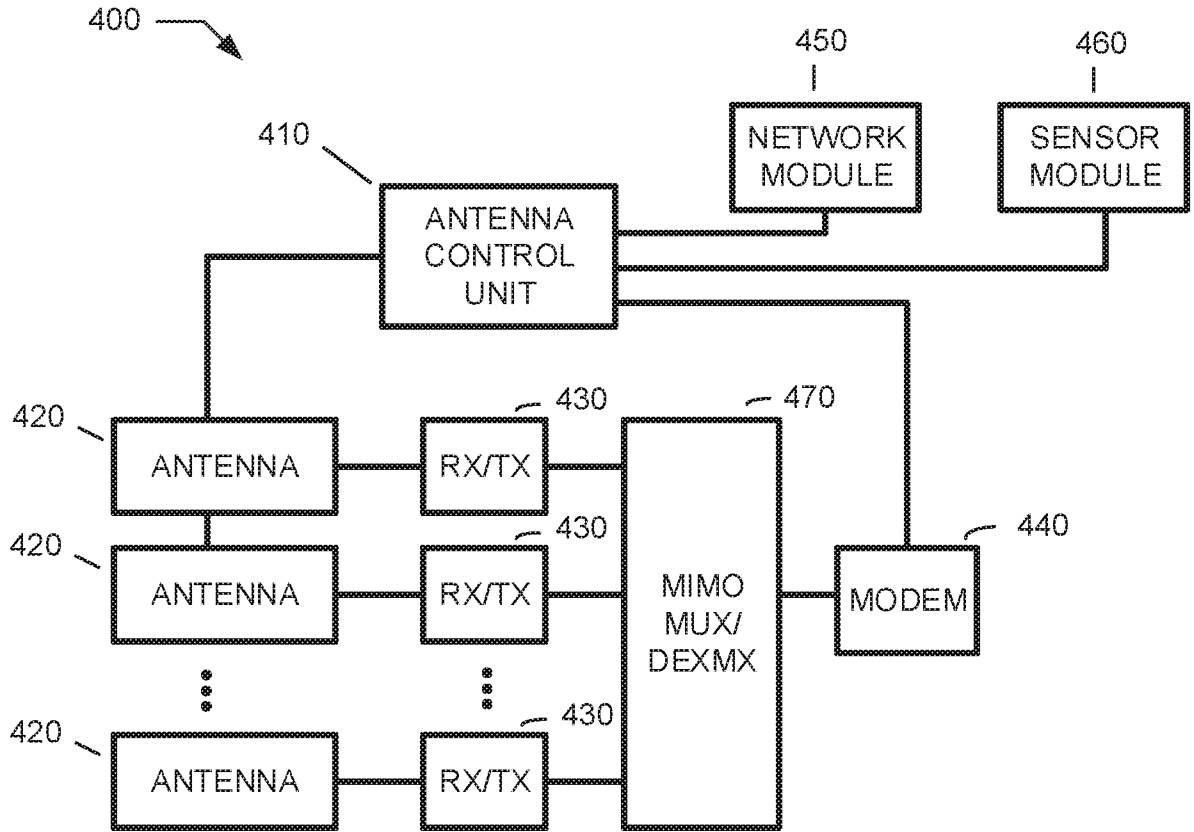 400
450
460
410
NETWORK
MODULE
SENSOR
MODULE
ANTENNA
CONTROL
UNIT
420
430
470
ANTENNA
RX/TX
420
430
440
ANTENNA
RX/TX
MIMO
MUX/
DEXMX
MODEM
420
430
ANTENNA
RX/TX